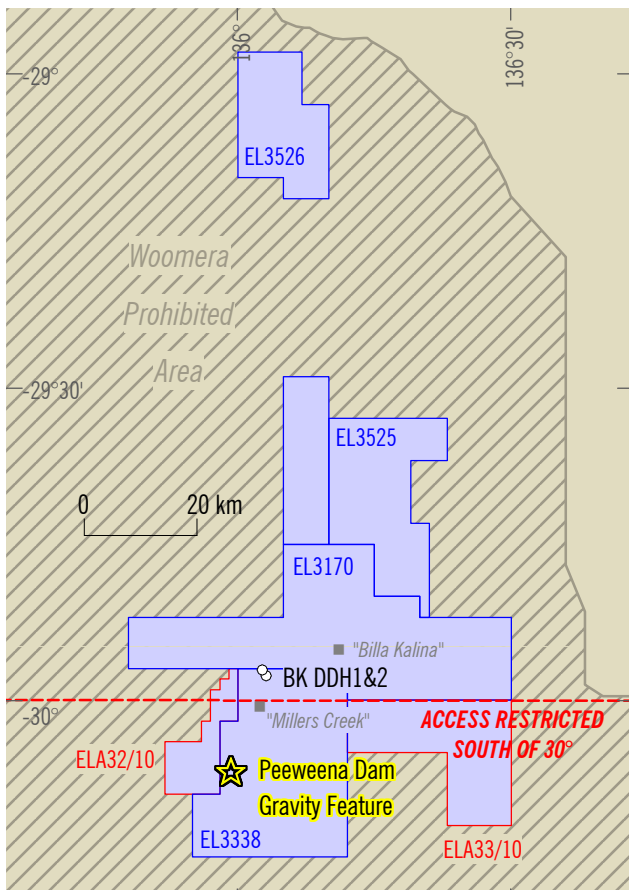 136°
136°30'
-29°
EL3526
Woomera
Prohibited
Area
-29°30'
EL3525
0 20 km
EL3170
"Billa Kalina"
BK DDH1&2
-30°
"Millers Creek"
ACCESS RESTRICTED
SOUTH OF 30°
ELA32/10
Peeweena Dam
Gravity Feature
EL3338
ELA33/10